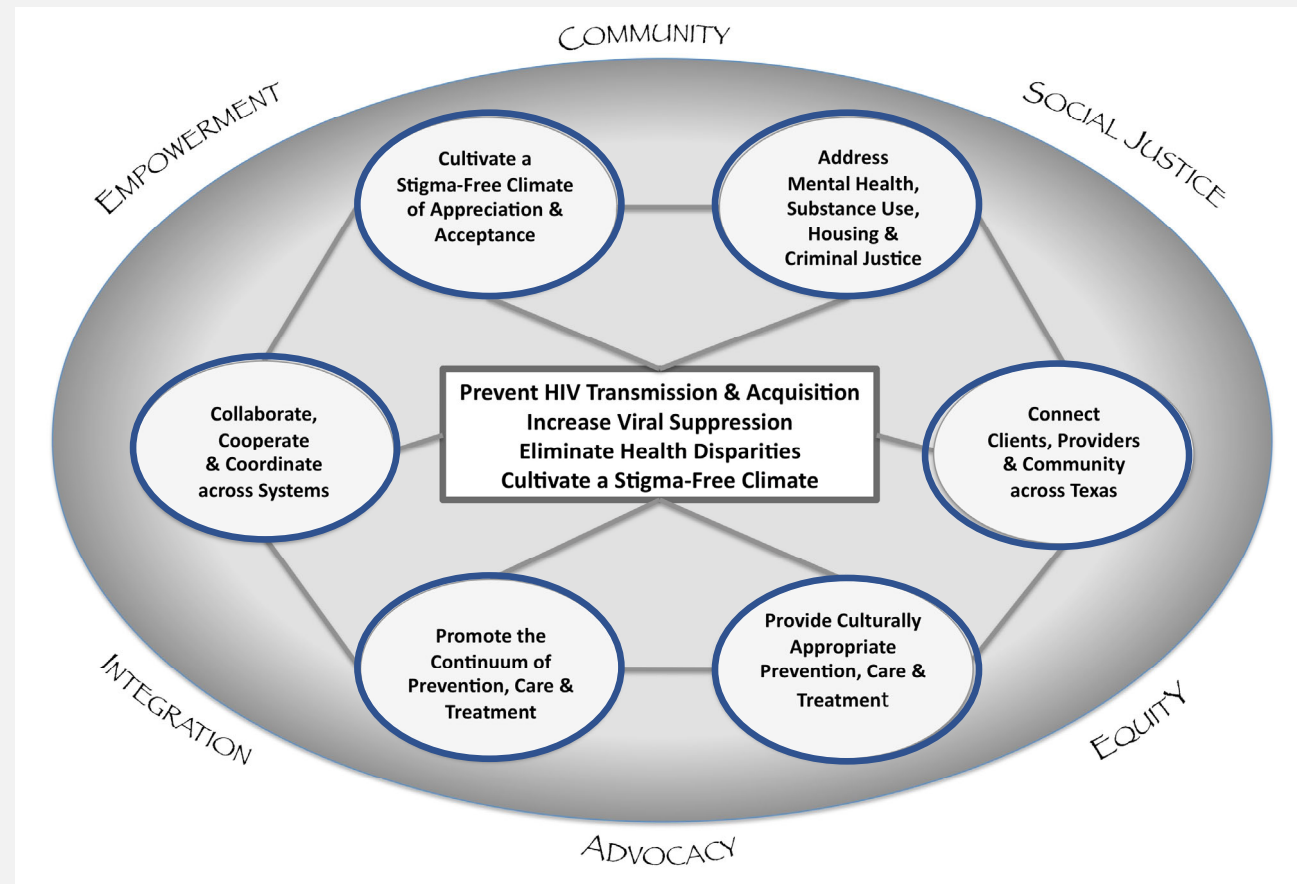 COMMUNITY
EMPOWERMENT
SOCIAL JUSTICE
Cultivate a
Stigma-Free Climate
of Appreciation &
Acceptance
Address
Mental Health,
Substance Use,
Housing &
Criminal Justice
Collaborate,
Cooperate
& Coordinate
across Systems
Prevent HIV Transmission & Acquisition
Increase Viral Suppression
Eliminate Health Disparities
Cultivate a Stigma-Free Climate
Connect
Clients, Providers
& Community
across Texas
Promote the
Continuum of
Prevention, Care &
Treatment
Provide Culturally
Appropriate
Prevention, Care &
Treatment
INTEGRATION
EQUITY
ADVOCACY